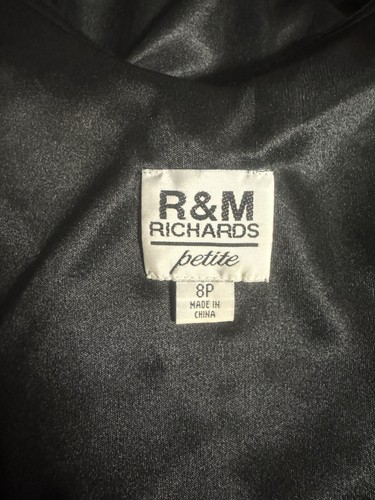 R&M
RICHARDS
petite
8P
MADE IN
CHINA